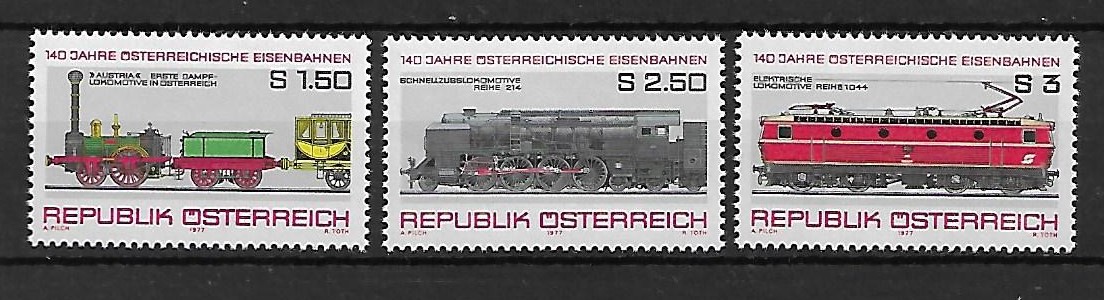 140 JAHRE ÖSTERREICHISCHE EISENBAHNEN
»AUSTRIA« ERSTE DAMPF-
LOKOMOTIVE IN ÖSTERREICH
S 1.50
REPUBLIK ÖSTERREICH
A. PILCH 1977 R. TOTH
140 JAHRE ÖSTERREICHISCHE EISENBAHNEN
SCHNELLZUGSLOKOMOTIVE
REIHE 214
S 2.50
REPUBLIK ÖSTERREICH
A. PILCH 1977 R. TOTH
140 JAHRE ÖSTERREICHISCHE EISENBAHNEN
ELEKTRISCHE
LOKOMOTIVE REIHE 1044
S 3
REPUBLIK ÖSTERREICH
A. PILCH 1977 R. TOTH